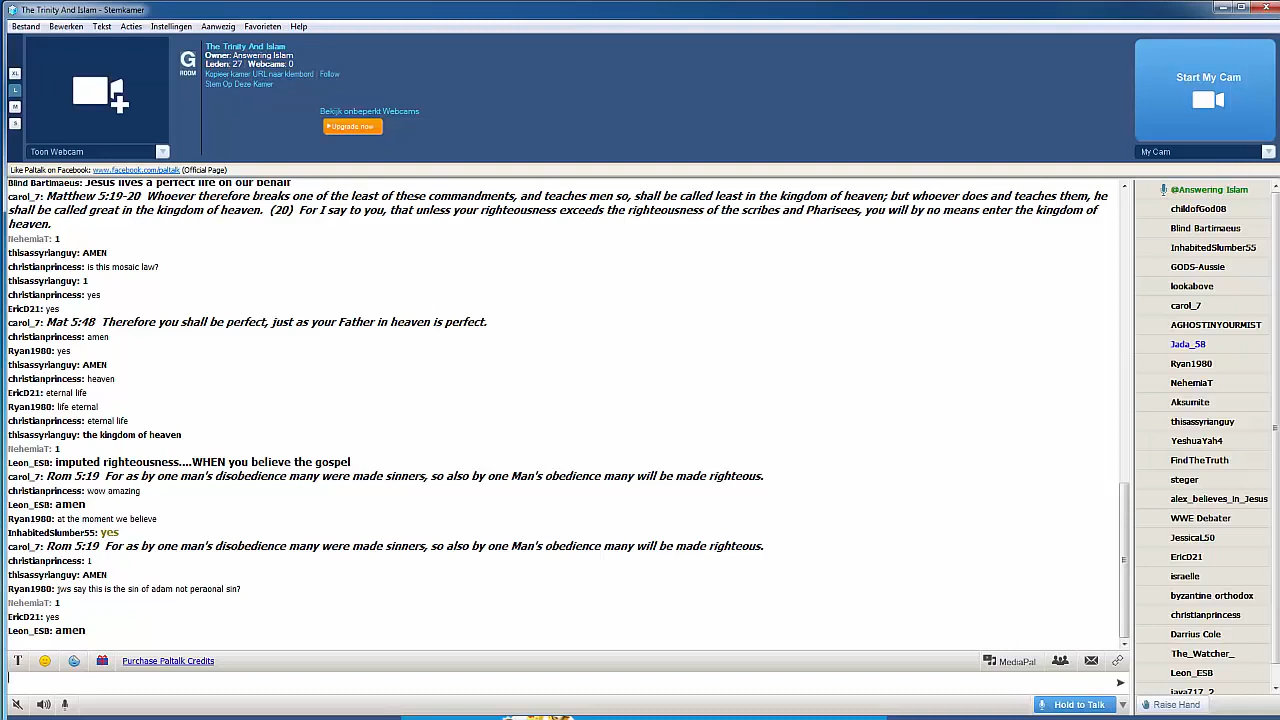 The Trinity And Islam - Stemkamer
Bestand Bewerken Tekst Acties Instellingen Aanwezig Favorieten Help
XL
L
M
S
Toon Webcam
G
ROOM
The Trinity And Islam
Owner: Answering Islam
Leden: 27 | Webcams: 0
Kopieer kamer URL naar klembord | Follow
Stem Op Deze Kamer
Bekijk onbeperkt Webcams
Upgrade now
Start My Cam
My Cam
Like Paltalk on Facebook: www.facebook.com/paltalk (Official Page)
Blind Bartimaeus: Jesus lives a perfect life on our behalf
carol_7: Matthew 5:19-20 Whoever therefore breaks one of the least of these commandments, and teaches men so, shall be called least in the kingdom of heaven; but whoever does and teaches them, he
shall be called great in the kingdom of heaven. (20) For I say to you, that unless your righteousness exceeds the righteousness of the scribes and Pharisees, you will by no means enter the kingdom of
heaven.
NehemiaT: 1
thisassyrianguy: AMEN
christianprincess: is this mosaic law?
thisassyrianguy: 1
christianprincess: yes
EricD21: yes
carol_7: Mat 5:48 Therefore you shall be perfect, just as your Father in heaven is perfect.
christianprincess: amen
Ryan1980: yes
thisassyrianguy: AMEN
christianprincess: heaven
EricD21: eternal life
Ryan1980: life eternal
christianprincess: eternal life
thisassyrianguy: the kingdom of heaven
NehemiaT: 1
Leon_ESB: imputed righteousness....WHEN you believe the gospel
carol_7: Rom 5:19 For as by one man's disobedience many were made sinners, so also by one Man's obedience many will be made righteous.
christianprincess: wow amazing
Leon_ESB: amen
Ryan1980: at the moment we believe
InhabitedSlumber55: yes
carol_7: Rom 5:19 For as by one man's disobedience many were made sinners, so also by one Man's obedience many will be made righteous.
christianprincess: 1
thisassyrianguy: AMEN
Ryan1980: jws say this is the sin of adam not peraonal sin?
NehemiaT: 1
EricD21: yes
Leon_ESB: amen
@Answering Islam
childofGod08
Blind Bartimaeus
InhabitedSlumber55
GODS-Aussie
lookabove
carol_7
AGHOSTINYOURMIST
Jada_58
Ryan1980
NehemiaT
Aksumite
thisassyrianguy
YeshuaYah4
FindTheTruth
steger
alex_believes_in_Jesus
WWE Debater
JessicaL50
EricD21
israelle
byzantine orthodox
christianprincess
Darrius Cole
The_Watcher_
Leon_ESB
java717_2
T
Purchase Paltalk Credits
MediaPal
Hold to Talk
Raise Hand